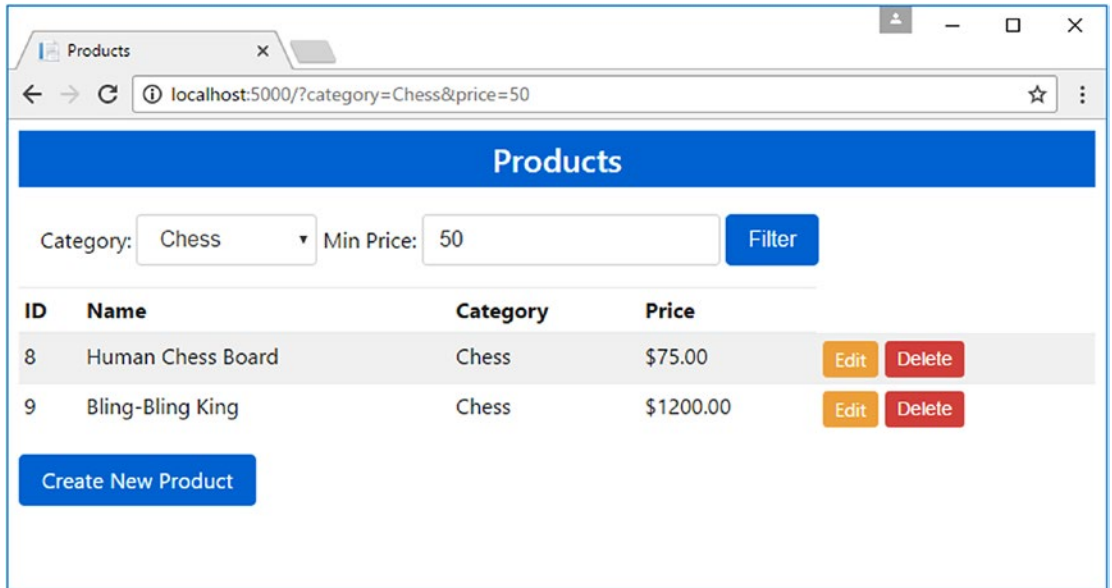 Products
localhost:5000/?category=Chess&price=50
Products
Category: Chess Min Price: 50 Filter
ID Name Category Price
8 Human Chess Board Chess $75.00 Edit Delete
9 Bling-Bling King Chess $1200.00 Edit Delete
Create New Product